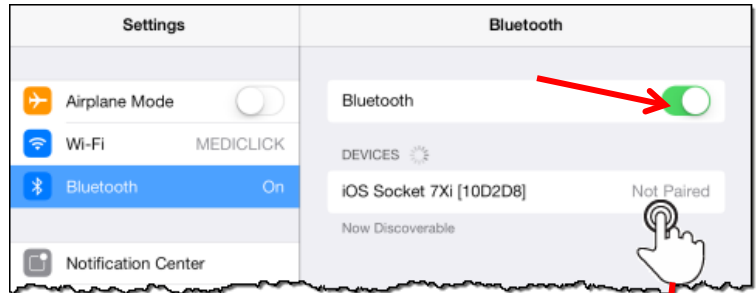 Settings
Airplane Mode
Wi-Fi MEDICLICK
Bluetooth On
Notification Center
Bluetooth
Bluetooth
DEVICES
iOS Socket 7Xi [10D2D8] Not Paired
Now Discoverable